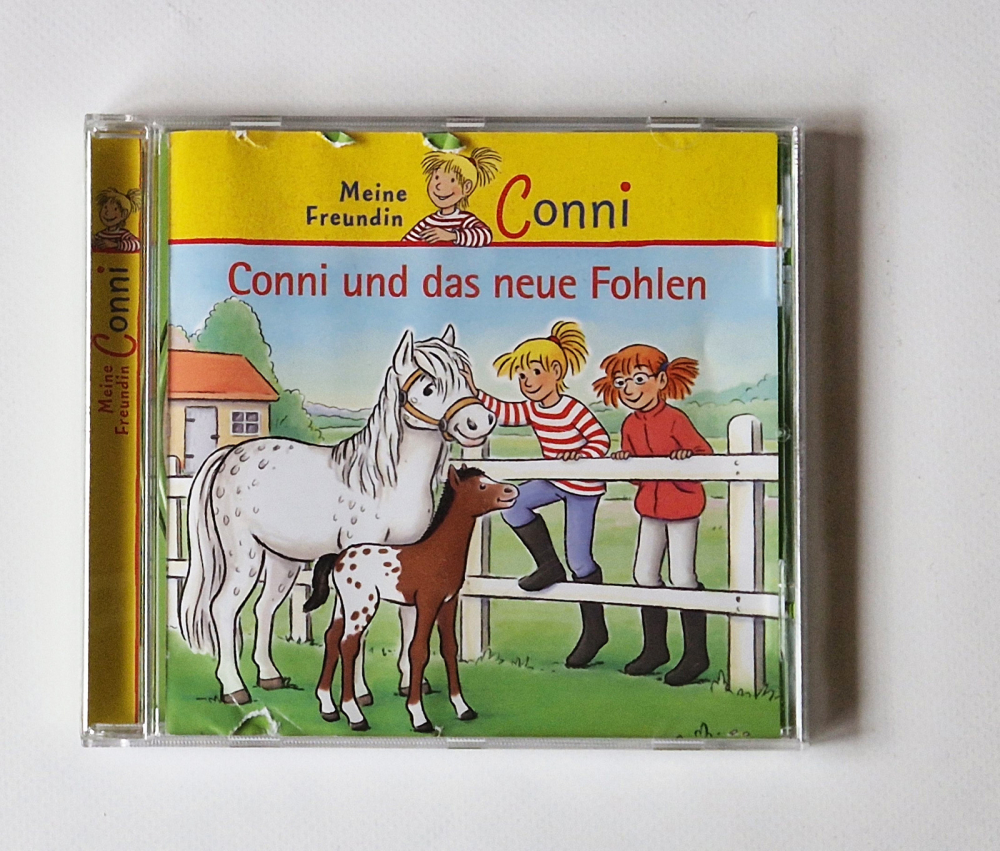 Meine
Freundin
Conni
Conni und das neue Fohlen
Meine
Freundin
Conni